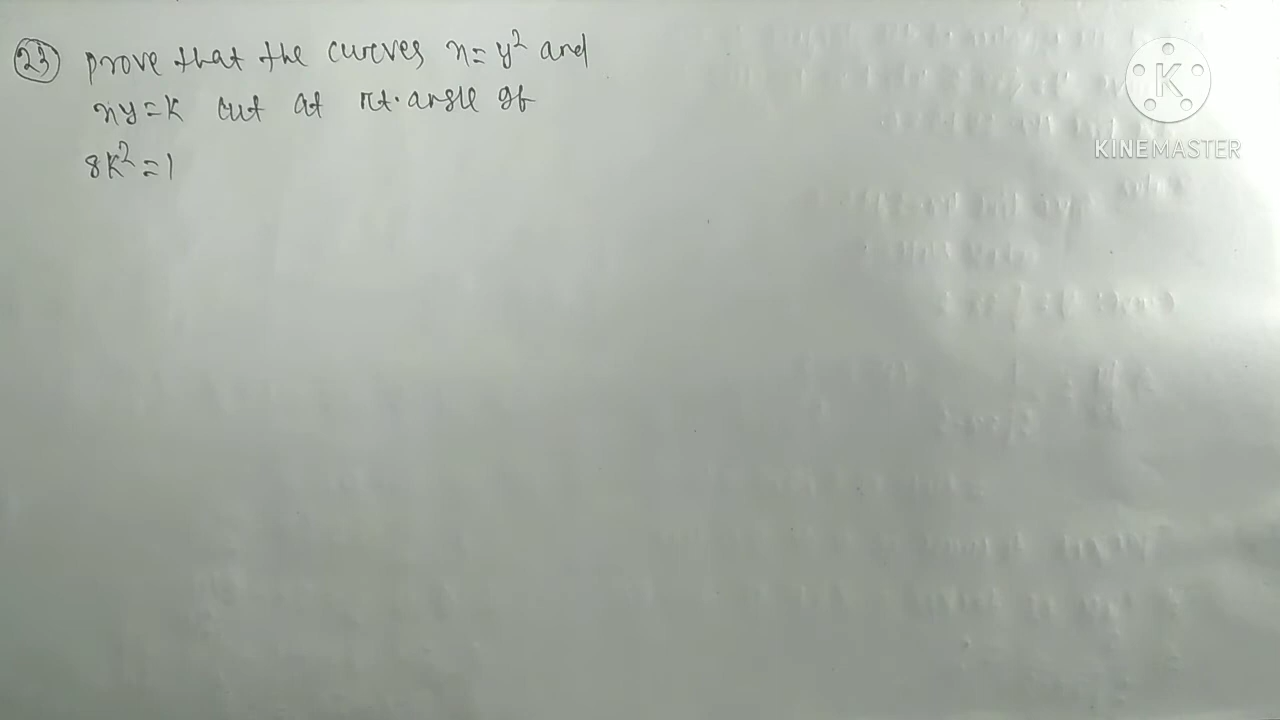 23 prove that the curves x = y² and
xy = k cut at rt. angle if
8k² = 1
K
KINEMASTER